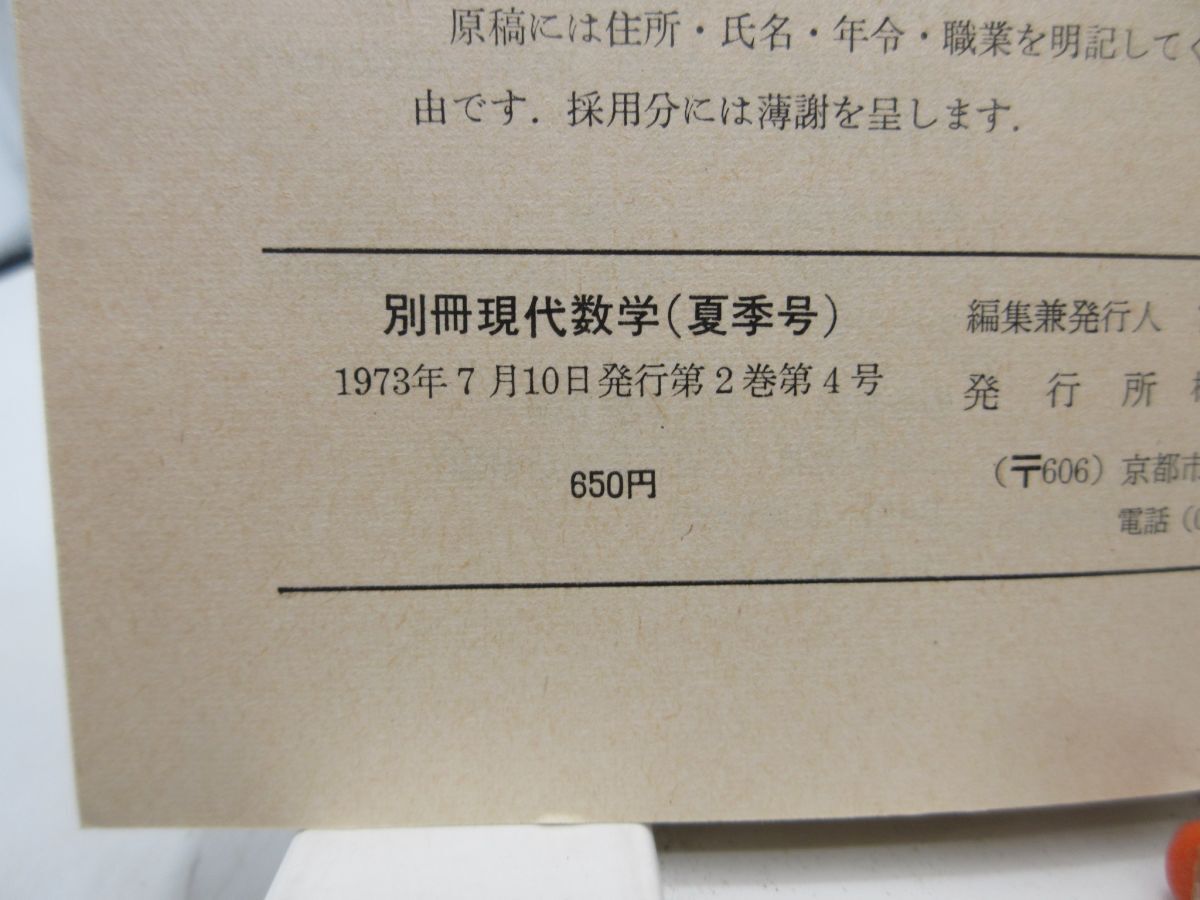 原稿には住所・氏名・年令・職業を明記してく
由です．採用分には薄謝を呈します．
別冊現代数学（夏季号）
1973年7月10日発行第2巻第4号
650円
編集兼発行人
発行所
（〒606）京都市
電話（0